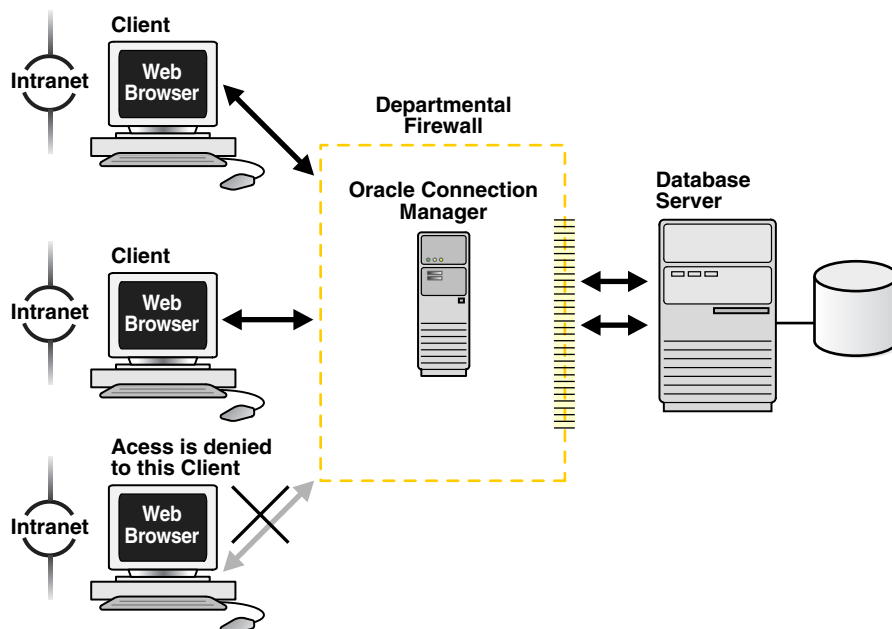 Client
Intranet
Web
Browser
Departmental
Firewall
Oracle Connection
Manager
Database
Server
Client
Intranet
Web
Browser
Acess is denied
to this Client
Intranet
Web
Browser